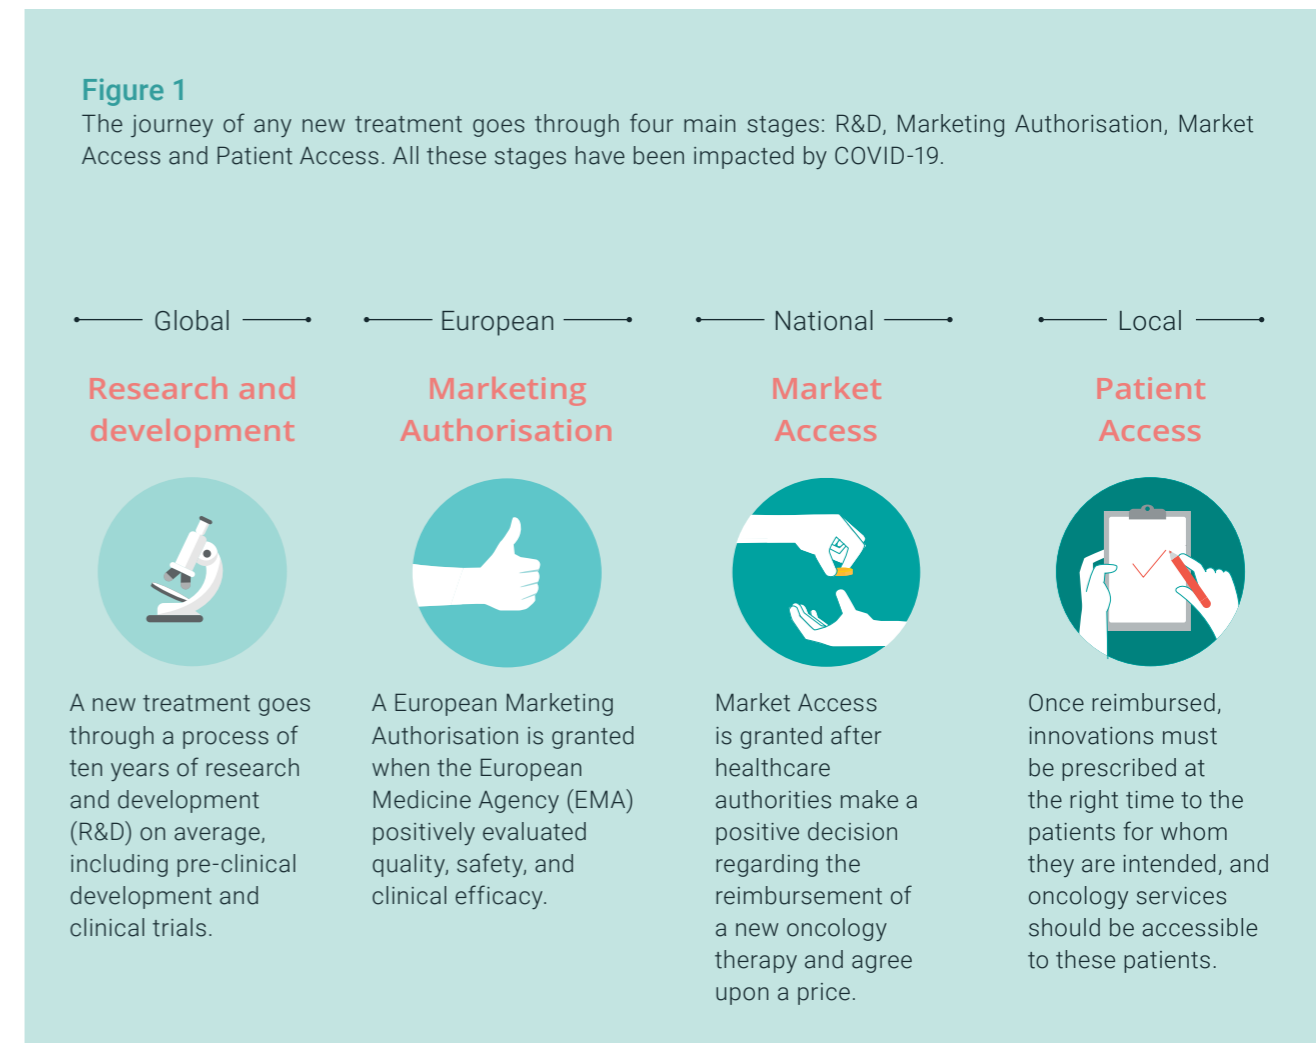 Figure 1
The journey of any new treatment goes through four main stages: R&D, Marketing Authorisation, Market
Access and Patient Access. All these stages have been impacted by COVID-19.
Global
Research and
development
A new treatment goes
through a process of
ten years of research
and development
(R&D) on average,
including pre-clinical
development and
clinical trials.
European
Marketing
Authorisation
A European Marketing
Authorisation is granted
when the European
Medicine Agency (EMA)
positively evaluated
quality, safety, and
clinical efficacy.
National
Market
Access
Market Access
is granted after
healthcare
authorities make a
positive decision
regarding the
reimbursement of
a new oncology
therapy and agree
upon a price.
Local
Patient
Access
Once reimbursed,
innovations must
be prescribed at
the right time to the
patients for whom
they are intended, and
oncology services
should be accessible
to these patients.